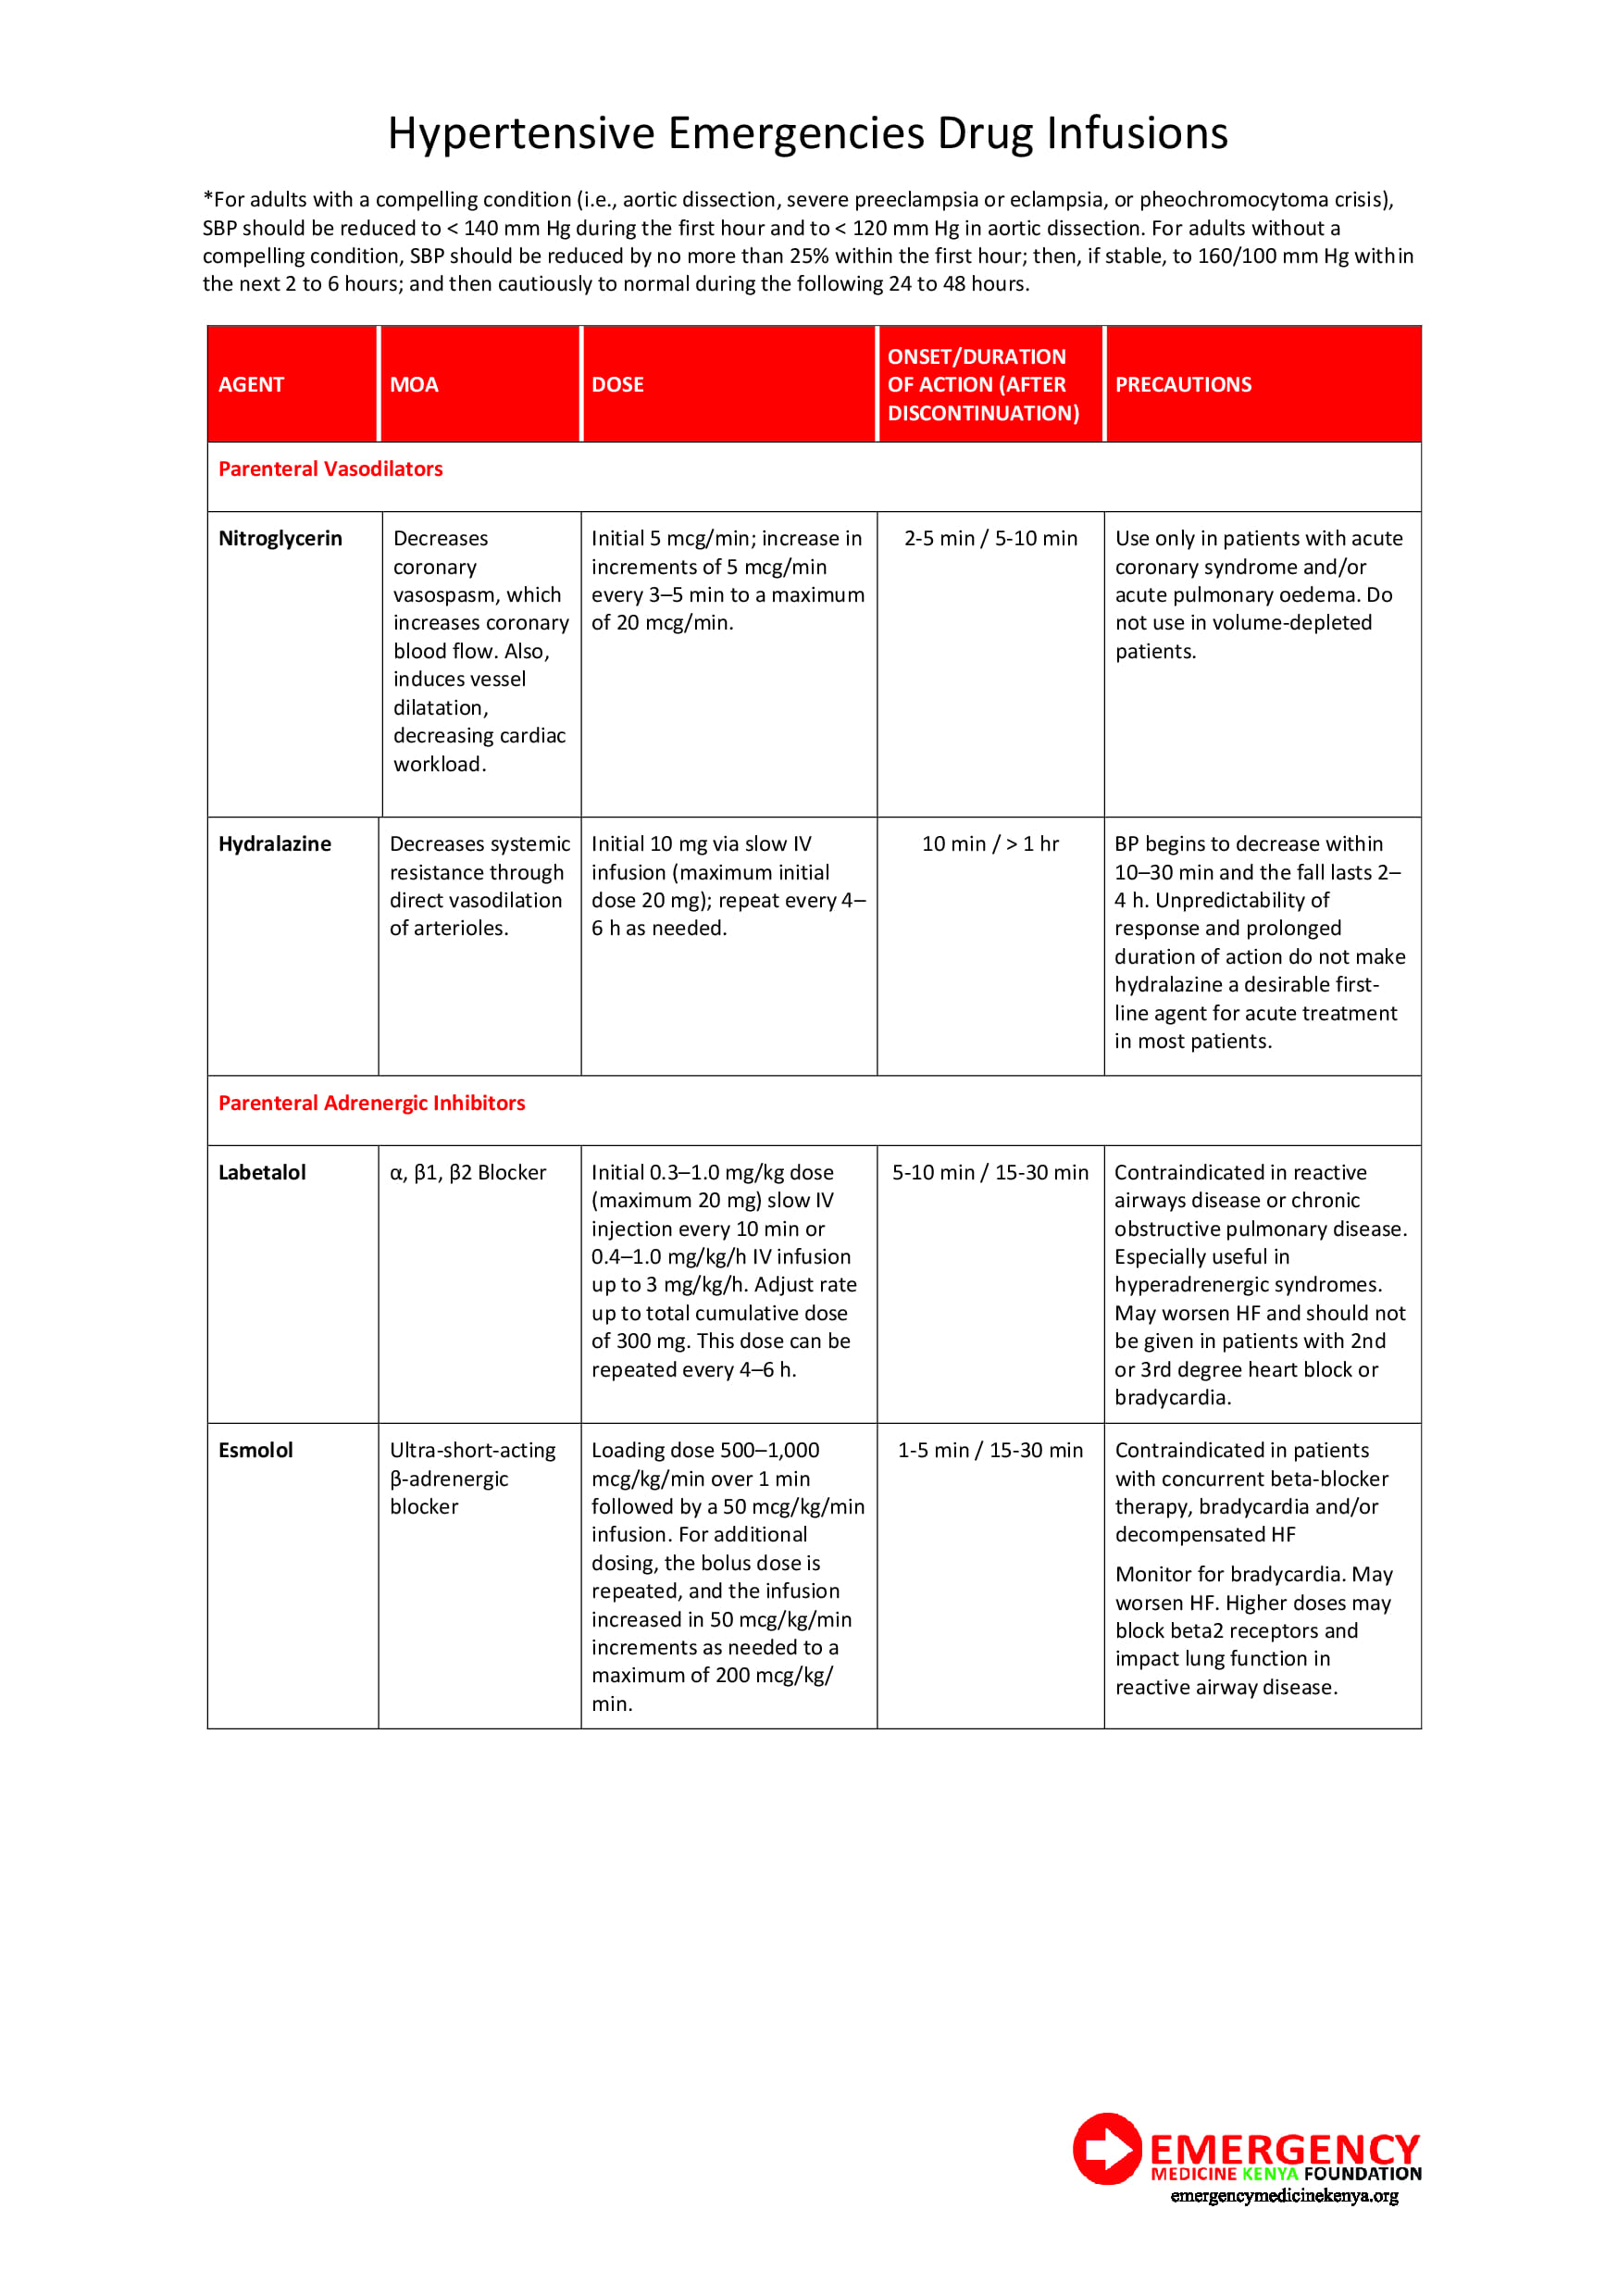 Hypertensive Emergencies Drug Infusions
*For adults with a compelling condition (i.e., aortic dissection, severe preeclampsia or eclampsia, or pheochromocytoma crisis),
SBP should be reduced to < 140 mm Hg during the first hour and to < 120 mm Hg in aortic dissection. For adults without a
compelling condition, SBP should be reduced by no more than 25% within the first hour; then, if stable, to 160/100 mm Hg within
the next 2 to 6 hours; and then cautiously to normal during the following 24 to 48 hours.
AGENT
MOA
DOSE
ONSET/DURATION
OF ACTION (AFTER
DISCONTINUATION)
PRECAUTIONS
Parenteral Vasodilators
Nitroglycerin
Decreases
coronary
vasospasm, which
increases coronary
blood flow. Also,
induces vessel
dilatation,
decreasing cardiac
workload.
Initial 5 mcg/min; increase in
increments of 5 mcg/min
every 3–5 min to a maximum
of 20 mcg/min.
2-5 min / 5-10 min
Use only in patients with acute
coronary syndrome and/or
acute pulmonary oedema. Do
not use in volume-depleted
patients.
Hydralazine
Decreases systemic
resistance through
direct vasodilation
of arterioles.
Initial 10 mg via slow IV
infusion (maximum initial
dose 20 mg); repeat every 4–
6 h as needed.
10 min / > 1 hr
BP begins to decrease within
10–30 min and the fall lasts 2–
4 h. Unpredictability of
response and prolonged
duration of action do not make
hydralazine a desirable first-
line agent for acute treatment
in most patients.
Parenteral Adrenergic Inhibitors
Labetalol
α, β1, β2 Blocker
Initial 0.3–1.0 mg/kg dose
(maximum 20 mg) slow IV
injection every 10 min or
0.4–1.0 mg/kg/h IV infusion
up to 3 mg/kg/h. Adjust rate
up to total cumulative dose
of 300 mg. This dose can be
repeated every 4–6 h.
5-10 min / 15-30 min
Contraindicated in reactive
airways disease or chronic
obstructive pulmonary disease.
Especially useful in
hyperadrenergic syndromes.
May worsen HF and should not
be given in patients with 2nd
or 3rd degree heart block or
bradycardia.
Esmolol
Ultra-short-acting
β-adrenergic
blocker
Loading dose 500–1,000
mcg/kg/min over 1 min
followed by a 50 mcg/kg/min
infusion. For additional
dosing, the bolus dose is
repeated, and the infusion
increased in 50 mcg/kg/min
increments as needed to a
maximum of 200 mcg/kg/
min.
1-5 min / 15-30 min
Contraindicated in patients
with concurrent beta-blocker
therapy, bradycardia and/or
decompensated HF
Monitor for bradycardia. May
worsen HF. Higher doses may
block beta2 receptors and
impact lung function in
reactive airway disease.
EMERGENCY
MEDICINE KENYA FOUNDATION
emergencymedicinekenya.org